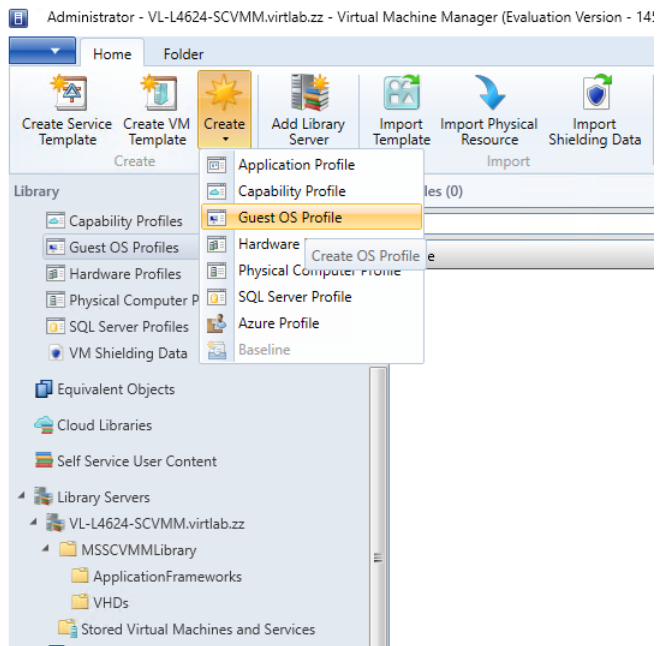 Administrator - VL-L4624-SCVMM.virtlab.zz - Virtual Machine Manager (Evaluation Version - 145
Home Folder
Create Service Template
Create VM Template
Create
Add Library Server
Import Template
Import Physical Resource
Import Shielding Data
Create
Import
Application Profile
Capability Profile
Guest OS Profile
Hardware
Create OS Profile
Physical Computer Profile
SQL Server Profile
Azure Profile
Baseline
Library
Capability Profiles
Guest OS Profiles
Hardware Profiles
Physical Computer P
SQL Server Profiles
VM Shielding Data
Equivalent Objects
Cloud Libraries
Self Service User Content
Library Servers
VL-L4624-SCVMM.virtlab.zz
MSSCVMMLibrary
ApplicationFrameworks
VHDs
Stored Virtual Machines and Services
(0)